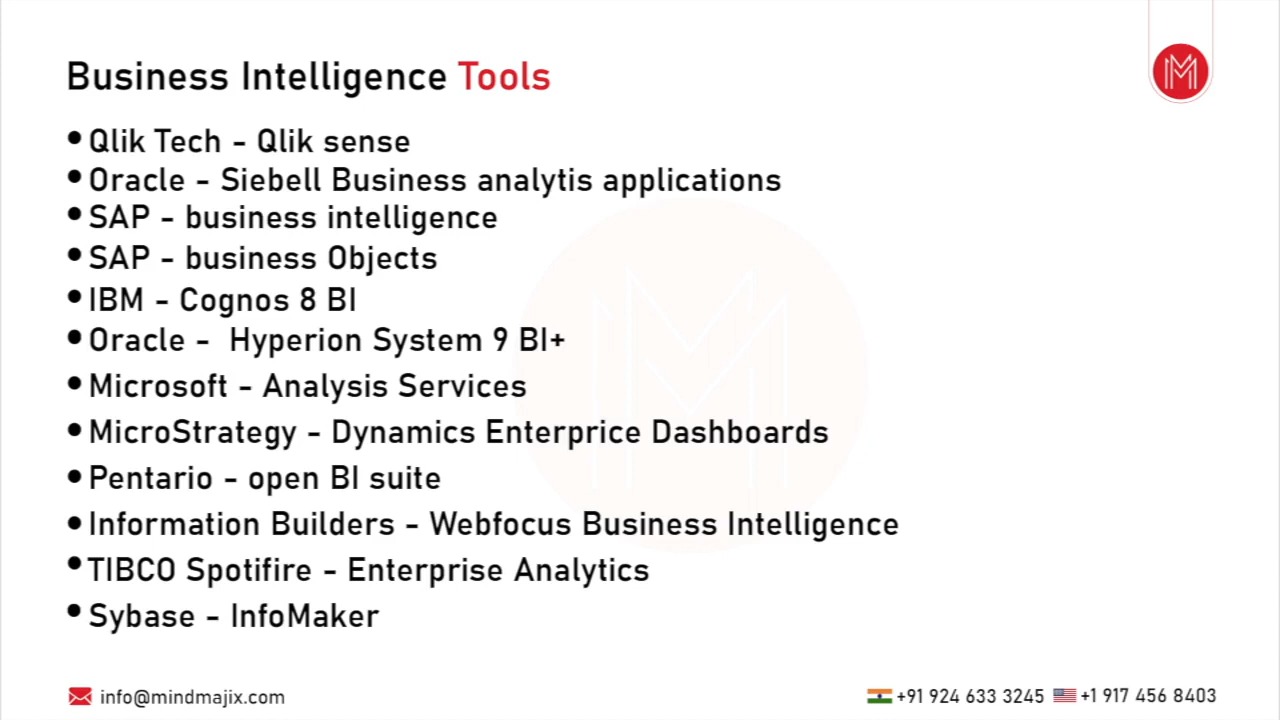 Business Intelligence Tools
• Qlik Tech - Qlik sense
• Oracle - Siebell Business analytis applications
• SAP - business intelligence
• SAP - business Objects
• IBM - Cognos 8 BI
• Oracle -  Hyperion System 9 BI+
• Microsoft - Analysis Services
• MicroStrategy - Dynamics Enterprice Dashboards
• Pentario - open BI suite
• Information Builders - Webfocus Business Intelligence
• TIBCO Spotifire - Enterprise Analytics
• Sybase - InfoMaker
info@mindmajix.com
+91 924 633 3245 +1 917 456 8403